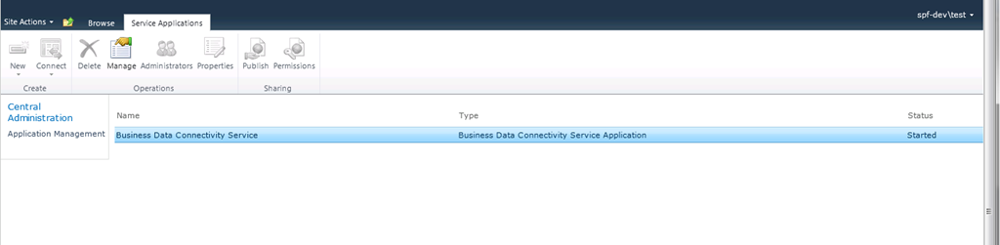 spf-dev\test
Site Actions Browse Service Applications
New Connect Delete Manage Administrators Properties Publish Permissions
Create Operations Sharing
Central
Administration
Application Management
Name Type Status
Business Data Connectivity Service Business Data Connectivity Service Application Started